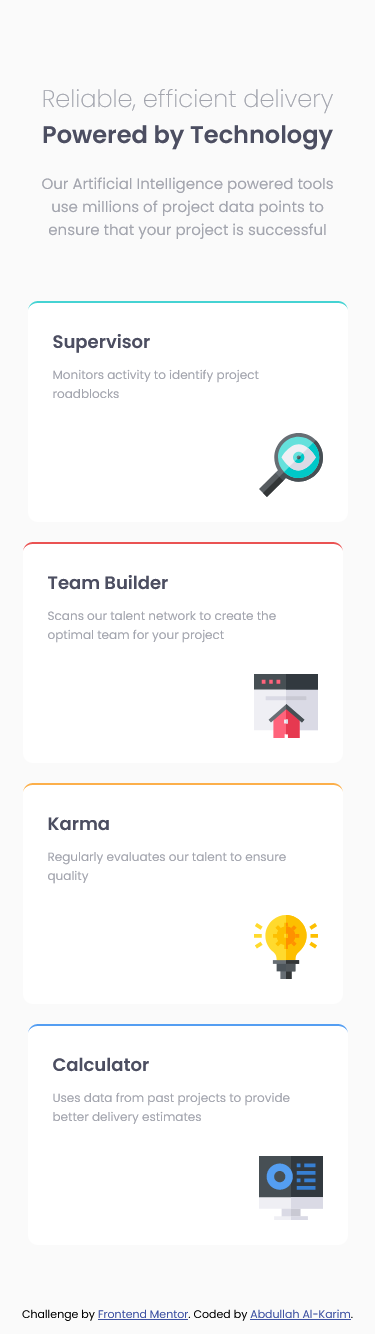 Reliable, efficient delivery
Powered by Technology
Our Artificial Intelligence powered tools
use millions of project data points to
ensure that your project is successful
Supervisor
Monitors activity to identify project
roadblocks
Team Builder
Scans our talent network to create the
optimal team for your project
Karma
Regularly evaluates our talent to ensure
quality
Calculator
Uses data from past projects to provide
better delivery estimates
Challenge by Frontend Mentor. Coded by Abdullah Al-Karim.